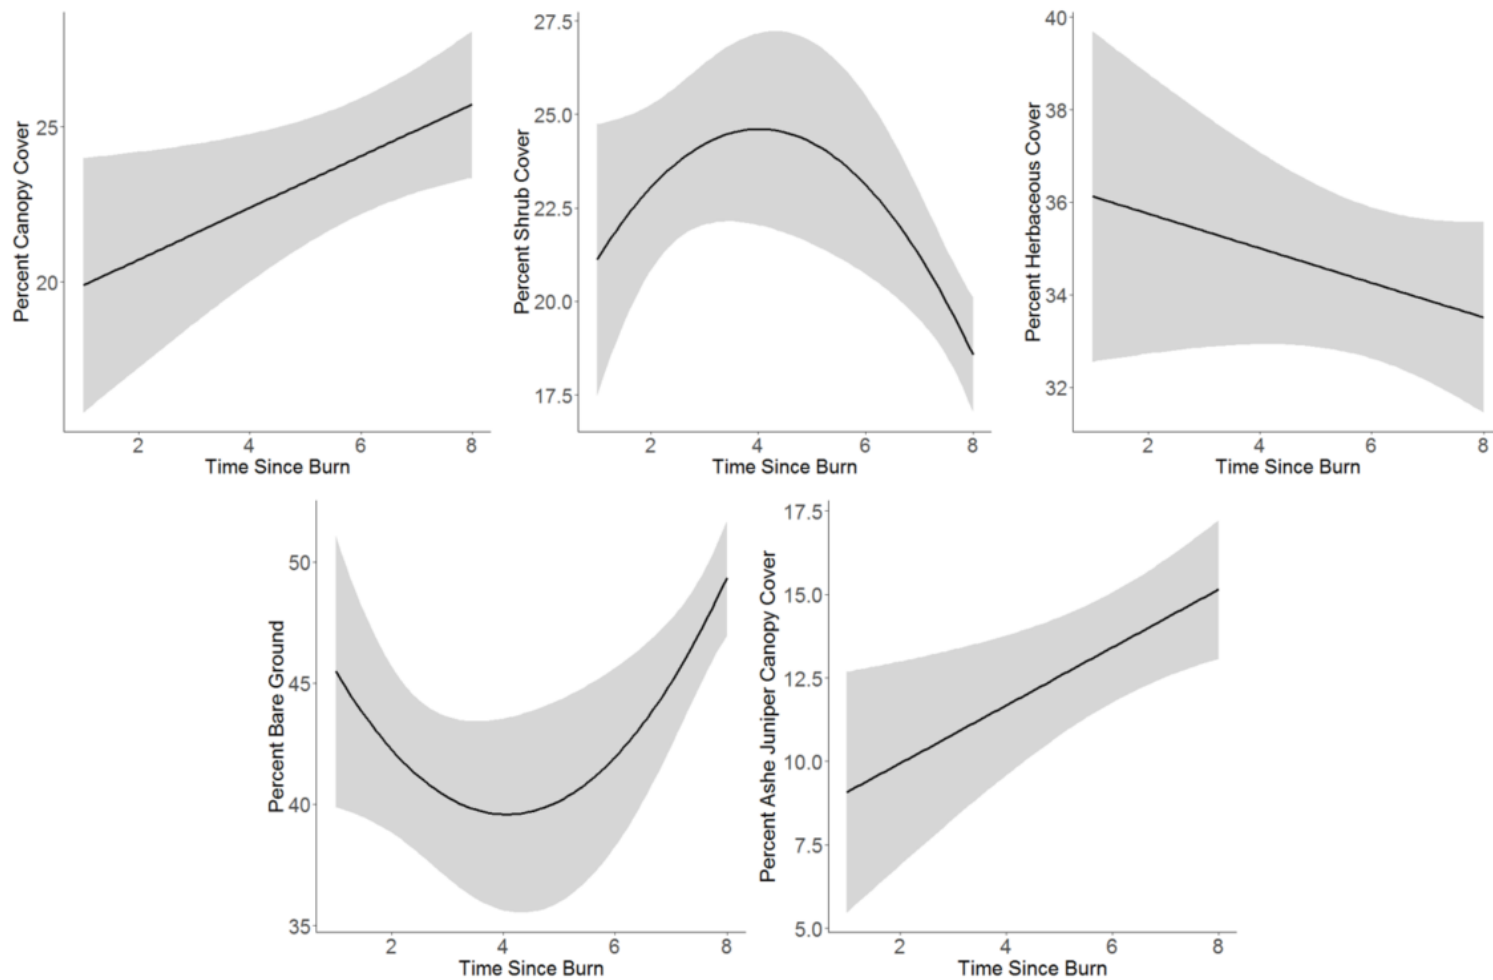 Percent Canopy Cover
25
20
2 4 6 8
Time Since Burn
Percent Shrub Cover
27.5
25.0
22.5
20.0
17.5
2 4 6 8
Time Since Burn
Percent Herbaceous Cover
40
38
36
34
32
2 4 6 8
Time Since Burn
Percent Bare Ground
50
45
40
35
2 4 6 8
Time Since Burn
Percent Ashe Juniper Canopy Cover
17.5
15.0
12.5
10.0
7.5
5.0
2 4 6 8
Time Since Burn